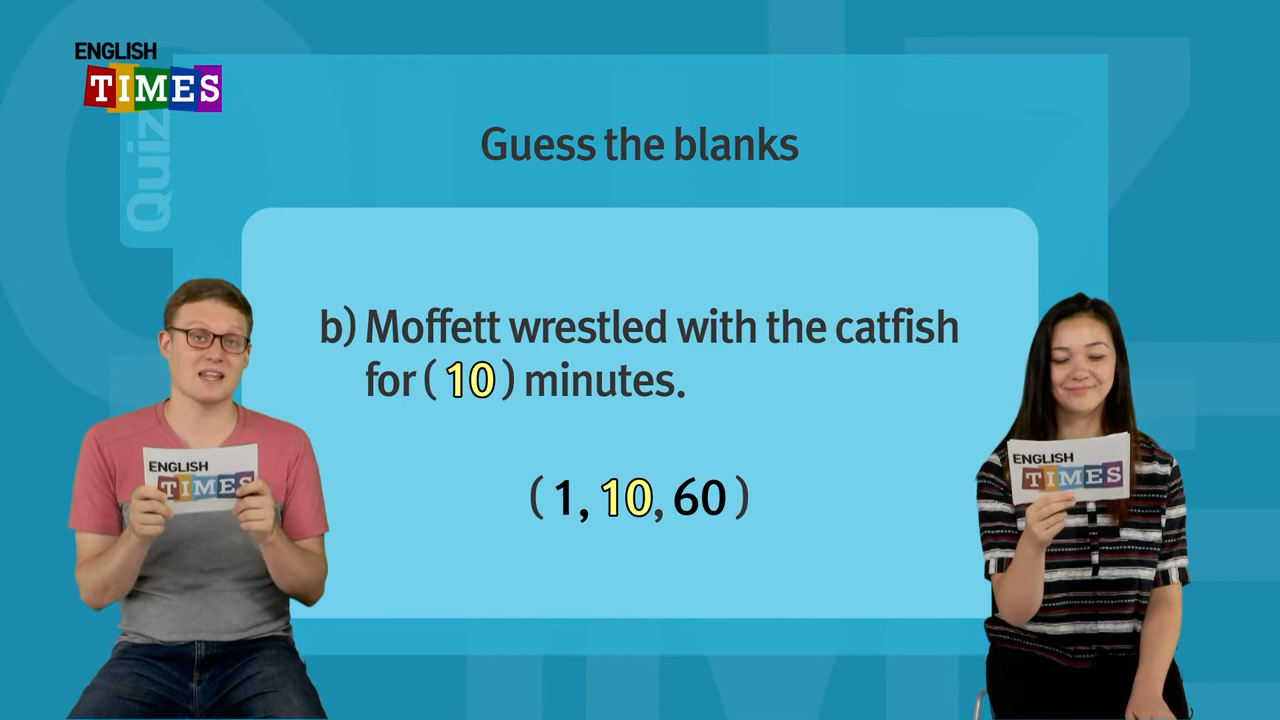 ENGLISH
TIMES
Quiz
Guess the blanks
b) Moffett wrestled with the catfish
for ( 10 ) minutes.
( 1, 10, 60 )
ENGLISH
TIMES
ENGLISH
TIMES